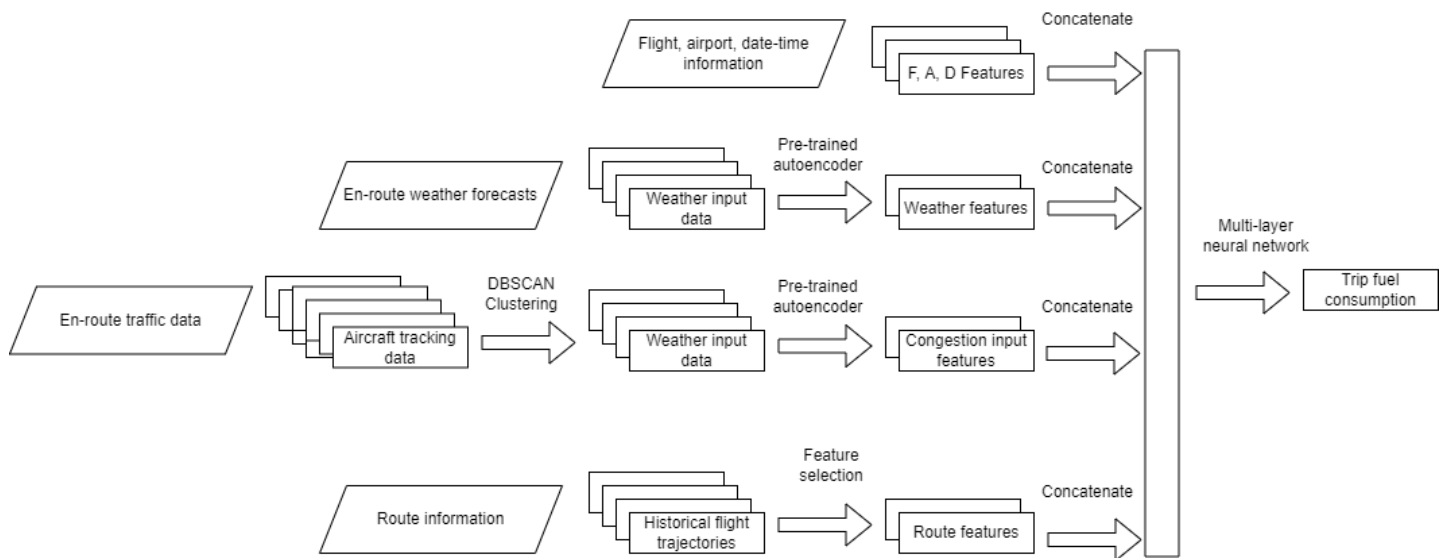 Flight, airport, date-time
information
F, A, D Features
Concatenate
En-route weather forecasts
Weather input
data
Pre-trained
autoencoder
Weather features
Concatenate
En-route traffic data
Aircraft tracking
data
DBSCAN
Clustering
Weather input
data
Pre-trained
autoencoder
Congestion input
features
Concatenate
Multi-layer
neural network
Trip fuel
consumption
Route information
Historical flight
trajectories
Feature
selection
Route features
Concatenate